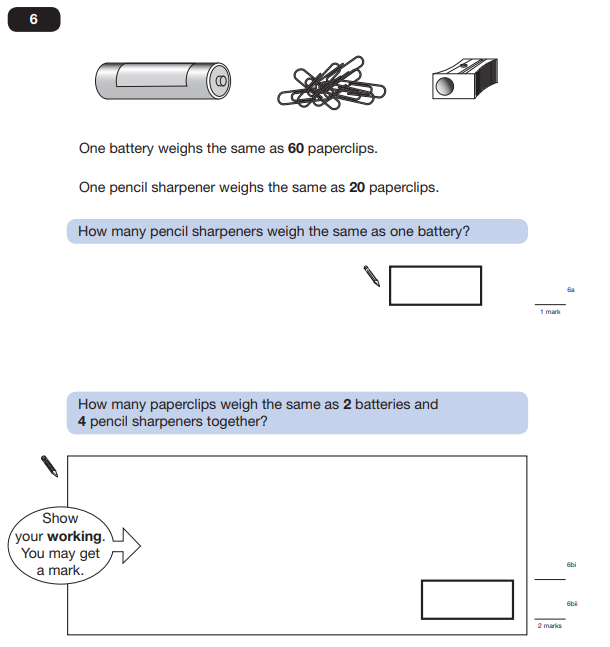 6
One battery weighs the same as 60 paperclips.
One pencil sharpener weighs the same as 20 paperclips.
How many pencil sharpeners weigh the same as one battery?
6a
1 mark
How many paperclips weigh the same as 2 batteries and
4 pencil sharpeners together?
Show
your working.
You may get
a mark.
6bi
6bii
2 marks